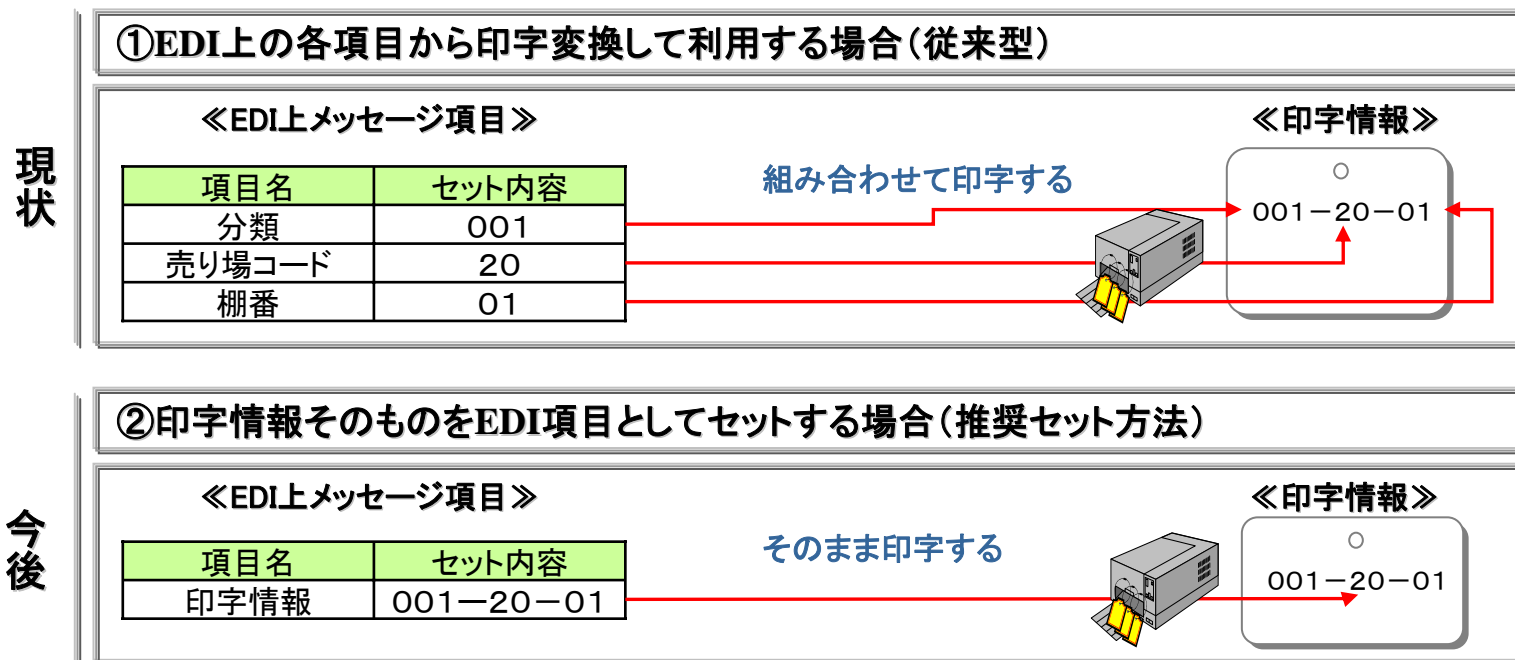 現状
①EDI上の各項目から印字変換して利用する場合(従来型)
≪EDI上メッセージ項目≫
≪印字情報≫
組み合わせて印字する
項目名 セット内容
分類 001
売り場コード 20
棚番 01
001-20-01
今後
②印字情報そのものをEDI項目としてセットする場合(推奨セット方法)
≪EDI上メッセージ項目≫
≪印字情報≫
そのまま印字する
項目名 セット内容
印字情報 001-20-01
001-20-01